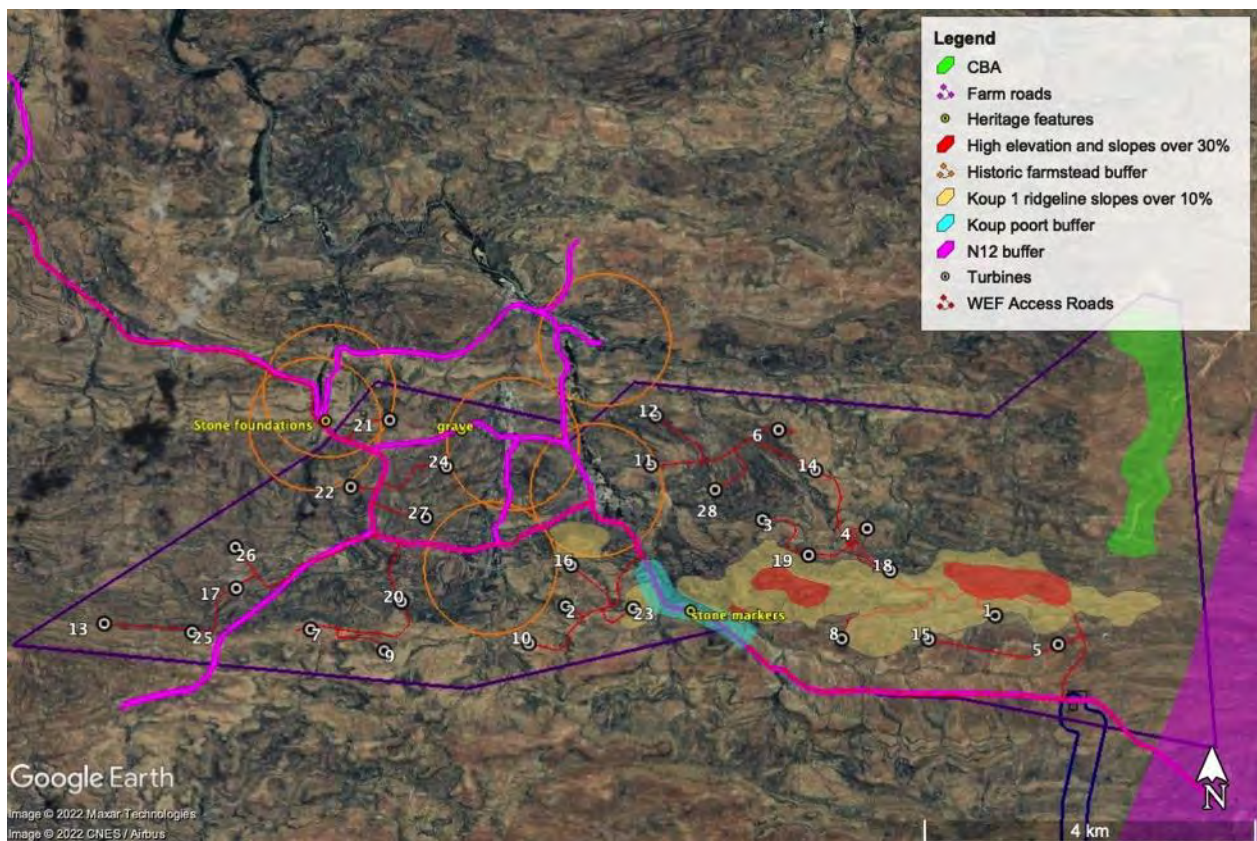 Legend
CBA
Farm roads
Heritage features
High elevation and slopes over 30%
Historic farmstead buffer
Koup 1 ridgeline slopes over 10%
Koup poort buffer
N12 buffer
Turbines
WEF Access Roads
12
Stone foundations
21
grave
6
24
11
14
22
28
27
3
4
26
16
19
18
17
20
2
23
stone markers
1
13
25
7
10
8
15
5
9
Google Earth
Image © 2022 Maxar Technologies
Image © 2022 CNES / Airbus
N
4 km